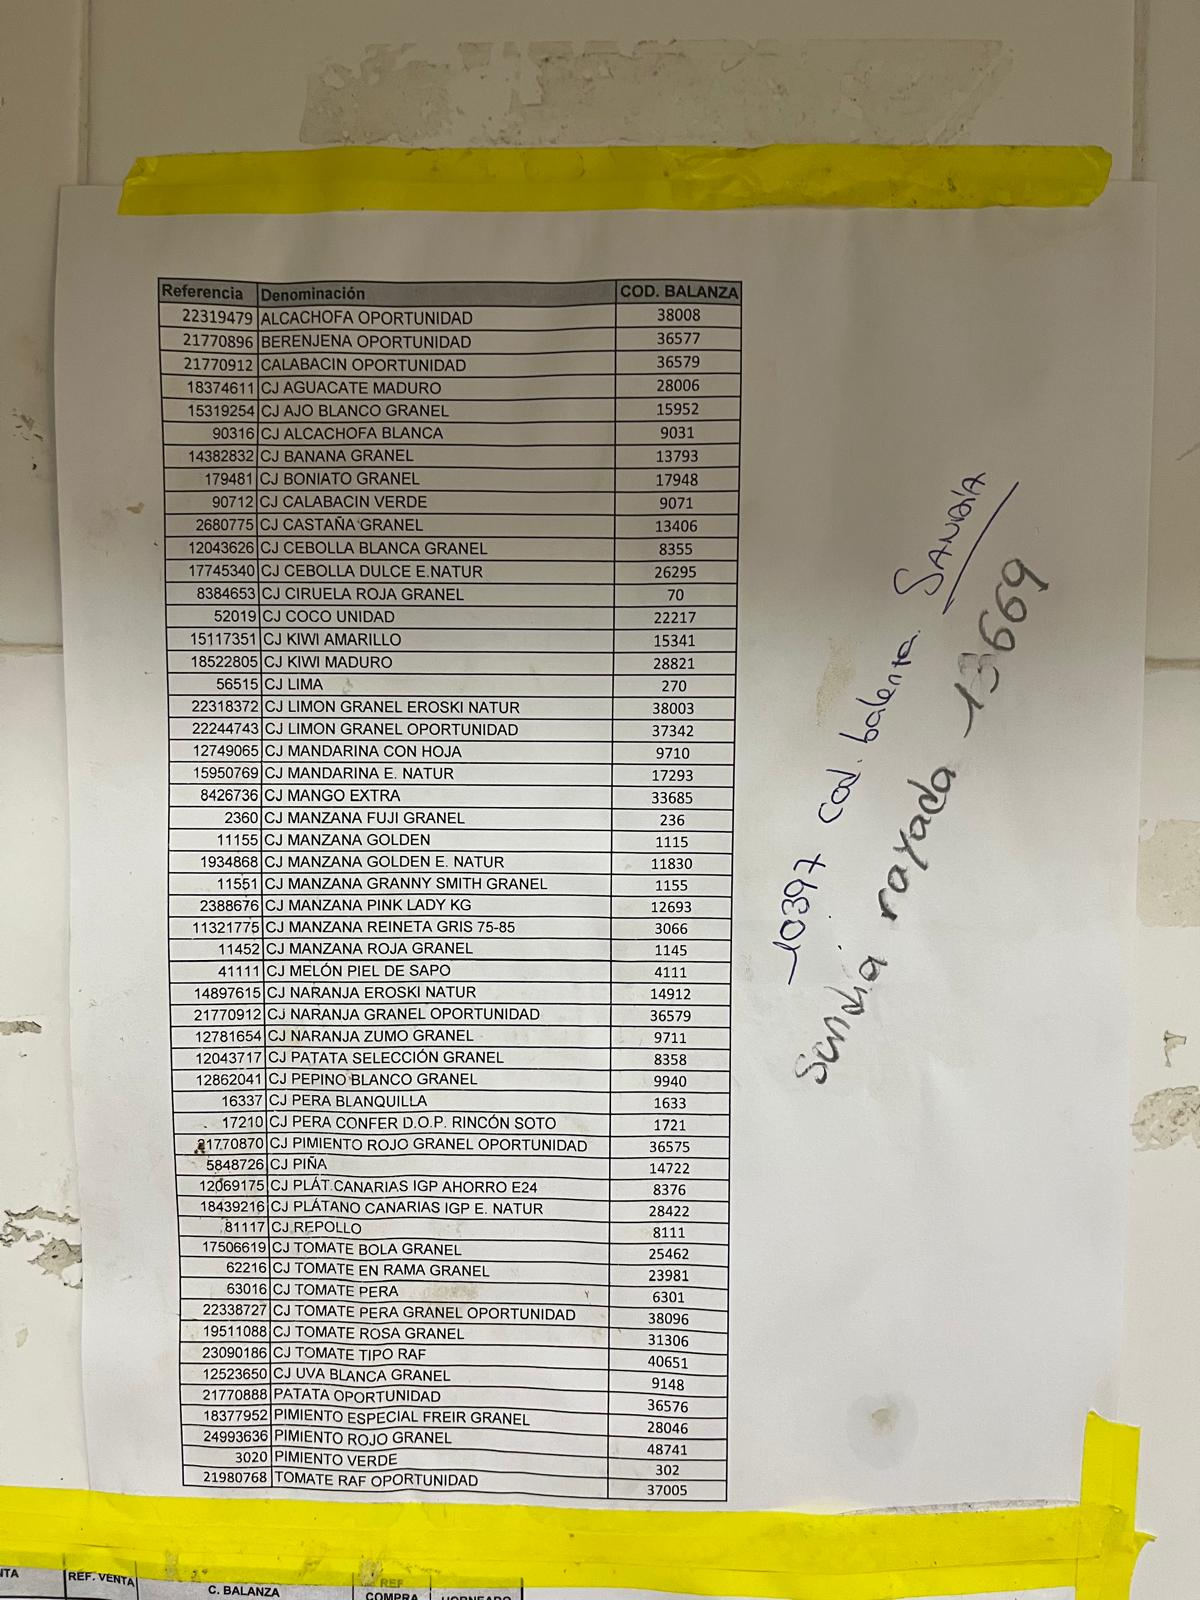 Referencia Denominación COD. BALANZA
22319479 ALCACHOFA OPORTUNIDAD 38008
21770896 BERENJENA OPORTUNIDAD 36577
21770912 CALABACIN OPORTUNIDAD 36579
18374611 CJ AGUACATE MADURO 28006
15319254 CJ AJO BLANCO GRANEL 15952
90316 CJ ALCACHOFA BLANCA 9031
14382832 CJ BANANA GRANEL 13793
179481 CJ BONIATO GRANEL 17948
90712 CJ CALABACIN VERDE 9071
2680775 CJ CASTAÑA GRANEL 13406
12043626 CJ CEBOLLA BLANCA GRANEL 8355
17745340 CJ CEBOLLA DULCE E.NATUR 26295
8384653 CJ CIRUELA ROJA GRANEL 70
52019 CJ COCO UNIDAD 22217
15117351 CJ KIWI AMARILLO 15341
18522805 CJ KIWI MADURO 28821
56515 CJ LIMA 270
22318372 CJ LIMON GRANEL EROSKI NATUR 38003
22244743 CJ LIMON GRANEL OPORTUNIDAD 37342
12749065 CJ MANDARINA CON HOJA 9710
15950769 CJ MANDARINA E. NATUR 17293
8426736 CJ MANGO EXTRA 33685
2360 CJ MANZANA FUJI GRANEL 236
11155 CJ MANZANA GOLDEN 1115
1934868 CJ MANZANA GOLDEN E. NATUR 11830
11551 CJ MANZANA GRANNY SMITH GRANEL 1155
2388676 CJ MANZANA PINK LADY KG 12693
11321775 CJ MANZANA REINETA GRIS 75-85 3066
11452 CJ MANZANA ROJA GRANEL 1145
41111 CJ MELÓN PIEL DE SAPO 4111
14897615 CJ NARANJA EROSKI NATUR 14912
21770912 CJ NARANJA GRANEL OPORTUNIDAD 36579
12781654 CJ NARANJA ZUMO GRANEL 9711
12043717 CJ PATATA SELECCIÓN GRANEL 8358
12862041 CJ PEPINO BLANCO GRANEL 9940
16337 CJ PERA BLANQUILLA 1633
17210 CJ PERA CONFER D.O.P. RINCÓN SOTO 1721
21770870 CJ PIMIENTO ROJO GRANEL OPORTUNIDAD 36575
5848726 CJ PIÑA 14722
12069175 CJ PLÁT.CANARIAS IGP AHORRO E24 8376
18439216 CJ PLÁTANO CANARIAS IGP E. NATUR 28422
81117 CJ REPOLLO 8111
17506619 CJ TOMATE BOLA GRANEL 25462
62216 CJ TOMATE EN RAMA GRANEL 23981
63016 CJ TOMATE PERA 6301
22338727 CJ TOMATE PERA GRANEL OPORTUNIDAD 38096
19511088 CJ TOMATE ROSA GRANEL 31306
23090186 CJ TOMATE TIPO RAF 40651
12523650 CJ UVA BLANCA GRANEL 9148
21770888 PATATA OPORTUNIDAD 36576
18377952 PIMIENTO ESPECIAL FREIR GRANEL 28046
24993636 PIMIENTO ROJO GRANEL 48741
3020 PIMIENTO VERDE 302
21980768 TOMATE RAF OPORTUNIDAD 37005
-10397 cod. balenta. SANDÍA
Sandía rayada -13669
REF. VENTA C. BALANZA REF COMPRA HORNEADO